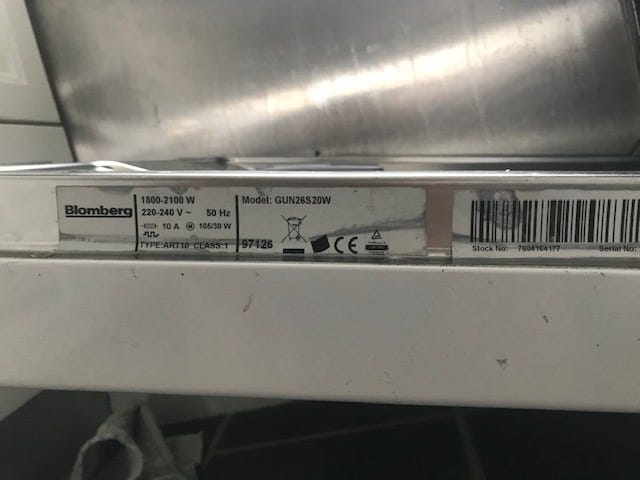 Blomberg
1800-2100 W
220-240 V ~ 50 Hz
10 A M 105/30 W
TYPE:ART10 CLASS:1
Model: GUN26S20W
97126
CE
Stock No: 7604164177
Serial No: